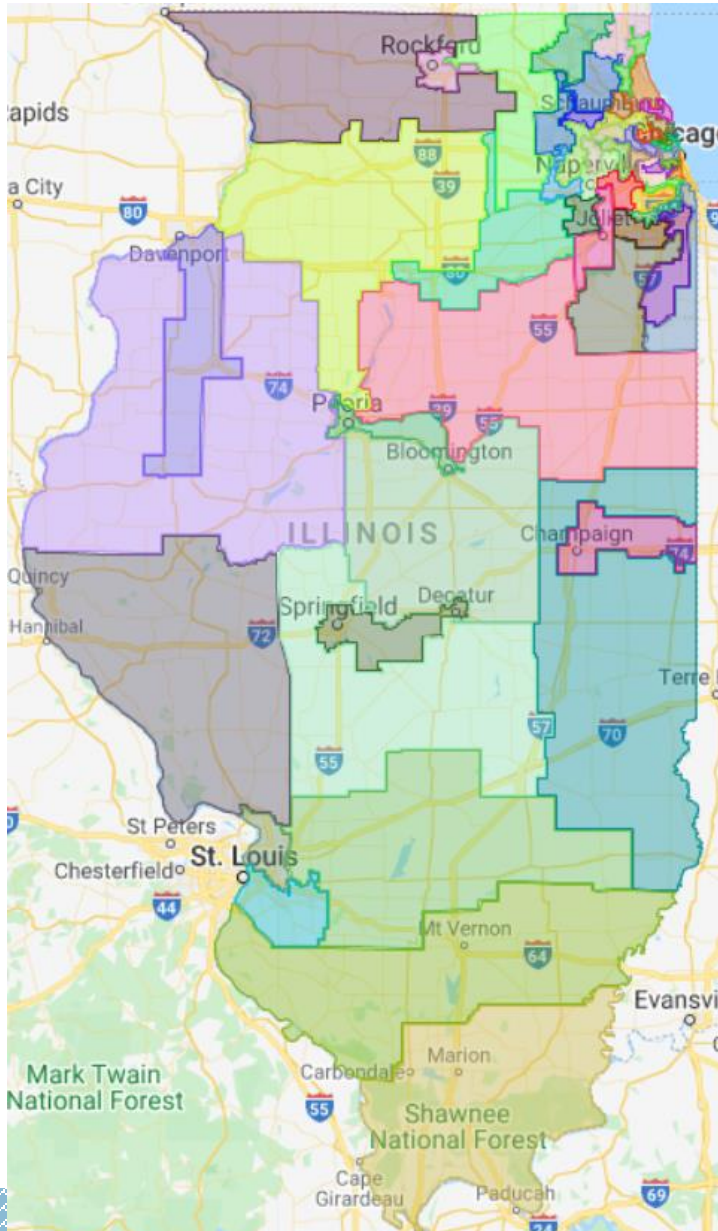 Rockford
apids
Schaumburg
Chicag
88
39
Naperville
a City
80
Joliet
Davenport
80
57
55
74
Peoria
39
55
Bloomington
ILLINOIS
Champaign
74
Quincy
Springfield
Decatur
Hannibal
72
Terre
57
70
55
St Peters
Chesterfield
St. Louis
44
Mt Vernon
64
Evansvi
Mark Twain
National Forest
Carbondale
Marion
55
Shawnee
National Forest
Cape
Girardeau
Paducah
69
24